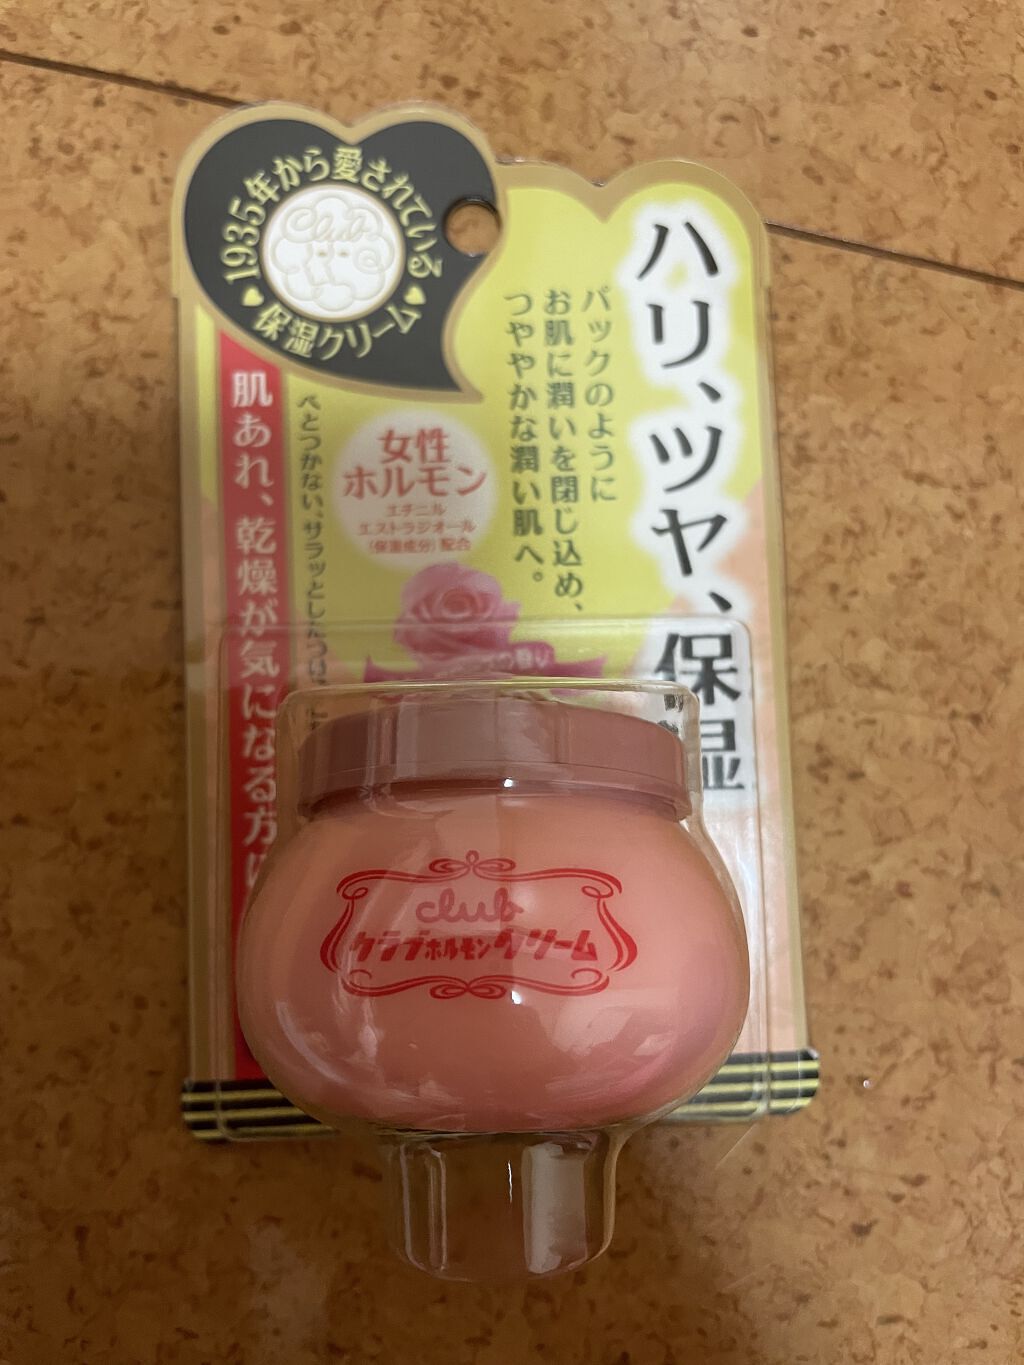 1935年から愛されている
Club
保湿クリーム
ハリ、ツヤ、保湿
パックのように
お肌に潤いを閉じ込め、
つややかな潤い肌へ。
女性
ホルモン
エチニル
エストラジオール
(保湿成分)配合
べとつかない、サラッとしたつけ
肌あれ、乾燥が気になる方に
の香り
club
クラブホルモンクリーム